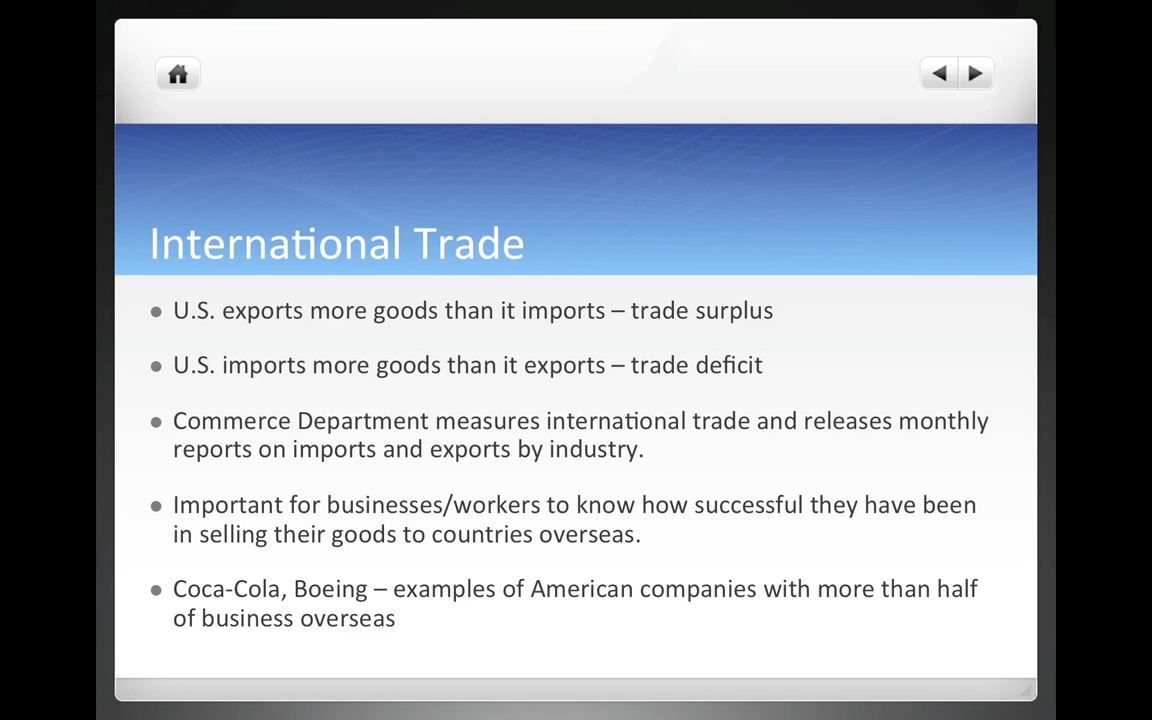 International Trade
U.S. exports more goods than it imports – trade surplus
U.S. imports more goods than it exports – trade deficit
Commerce Department measures international trade and releases monthly
reports on imports and exports by industry.
Important for businesses/workers to know how successful they have been
in selling their goods to countries overseas.
Coca-Cola, Boeing – examples of American companies with more than half
of business overseas